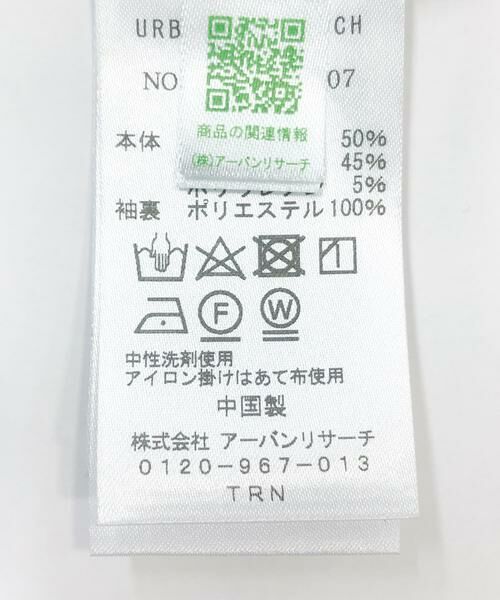 URB CH
NO 07
商品の関連情報
(株)アーバンリサーチ
本体 50%
45%
5%
袖裏 ポリエステル 100%
F
W
中性洗剤使用
アイロン掛けはあて布使用
中国製
株式会社 アーバンリサーチ
0120-967-013
TRN